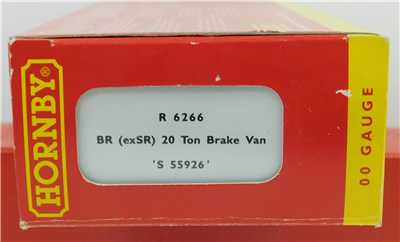 HORNBY®
R 6266
BR (exSR) 20 Ton Brake Van
'S 55926'
00 GAUGE